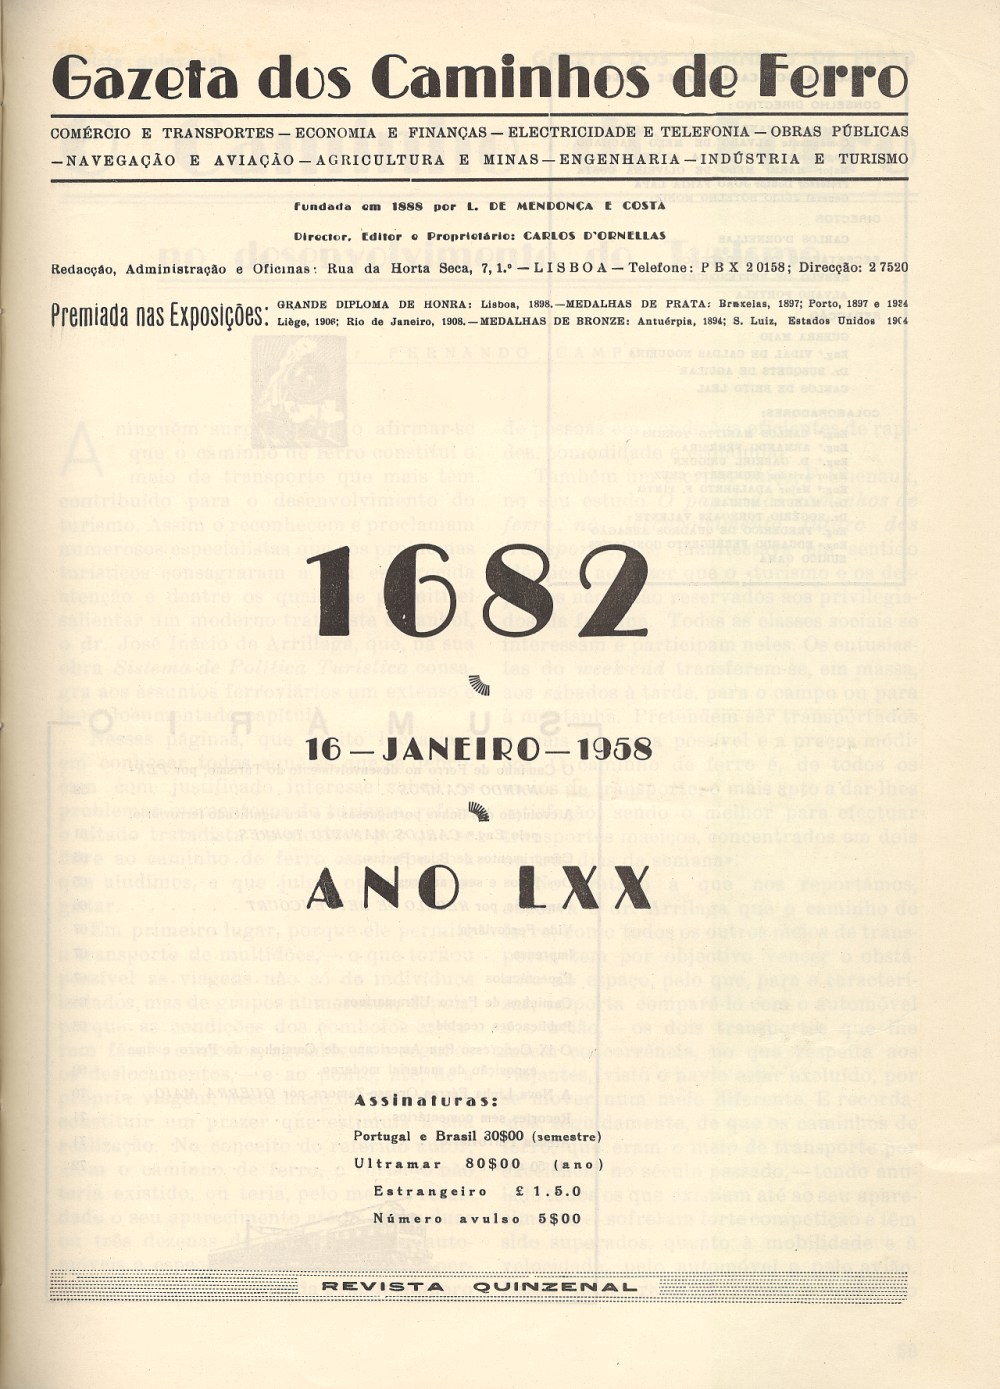 Gazeta dos Caminhos de Ferro
COMÉRCIO E TRANSPORTES — ECONOMIA E FINANÇAS — ELECTRICIDADE E TELEFONIA — OBRAS PÚBLICAS
— NAVEGAÇÃO E AVIAÇÃO — AGRICULTURA E MINAS — ENGENHARIA — INDÚSTRIA E TURISMO
Fundada em 1888 por L. DE MENDONÇA E COSTA
Director, Editor e Proprietário: CARLOS D'ORNELLAS
Redacção, Administração e Oficinas: Rua da Horta Seca, 7, 1.º — LISBOA — Telefone: PBX 20158; Direcção: 27520
Premiada nas Exposições:
GRANDE DIPLOMA DE HONRA: Lisboa, 1898. — MEDALHAS DE PRATA: Bruxelas, 1897; Porto, 1897 e 1934
Liège, 1906; Rio de Janeiro, 1908. — MEDALHAS DE BRONZE: Antuérpia, 1894; S. Luiz, Estados Unidos 1904
1682
16 — JANEIRO — 1958
ANO LXX
Assinaturas:
Portugal e Brasil 30$00 (semestre)
Ultramar 80$00 (ano)
Estrangeiro £ 1.5.0
Número avulso 5$00
REVISTA QUINZENAL